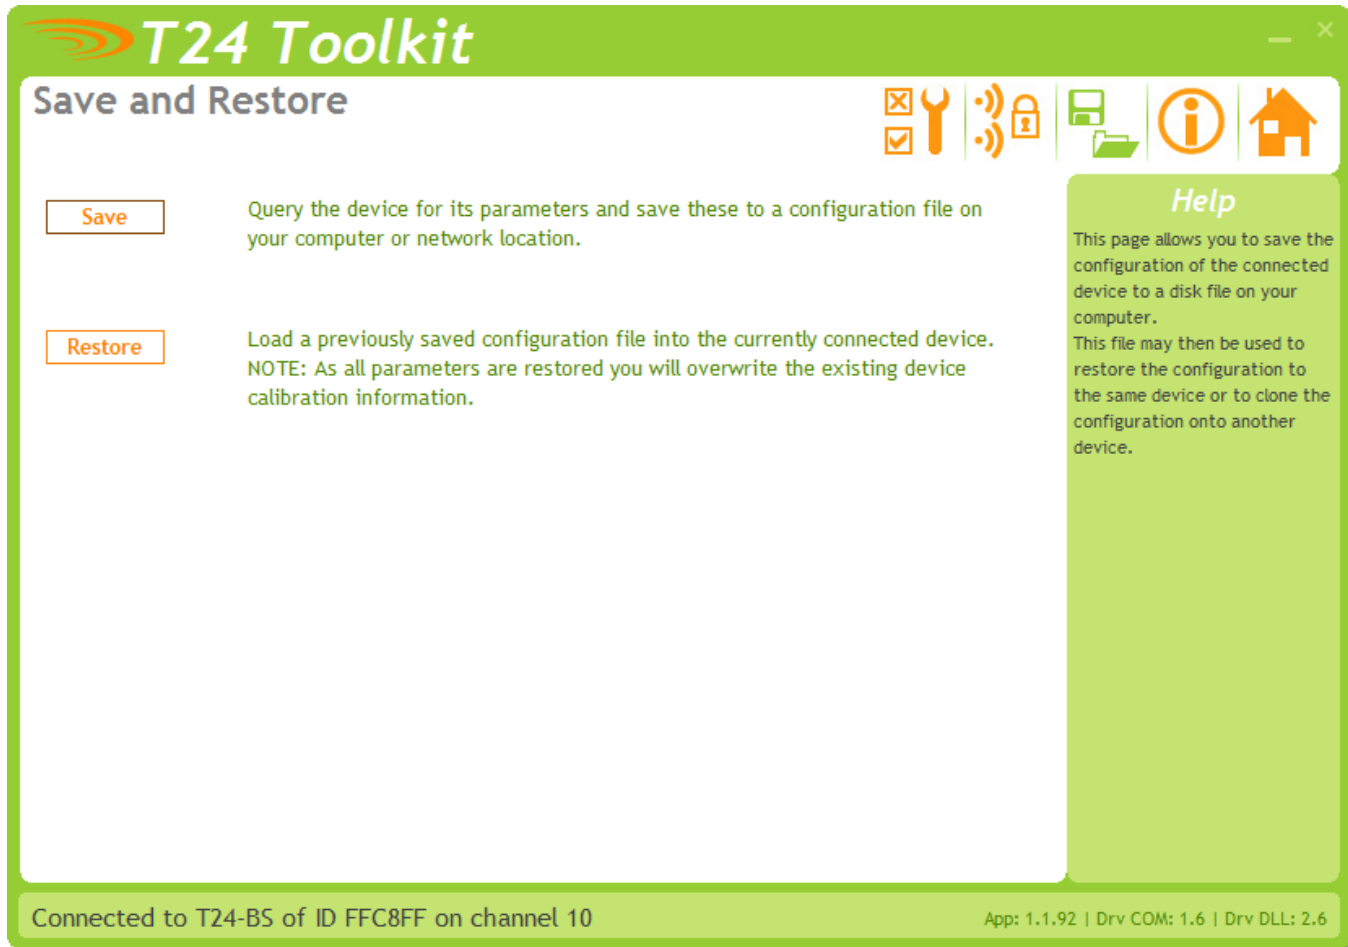 T24 Toolkit
Save and Restore
Save
Query the device for its parameters and save these to a configuration file on
your computer or network location.
Restore
Load a previously saved configuration file into the currently connected device.
NOTE: As all parameters are restored you will overwrite the existing device
calibration information.
Help
This page allows you to save the
configuration of the connected
device to a disk file on your
computer.
This file may then be used to
restore the configuration to
the same device or to clone the
configuration onto another
device.
Connected to T24-BS of ID FFC8FF on channel 10
App: 1.1.92 | Drv COM: 1.6 | Drv DLL: 2.6